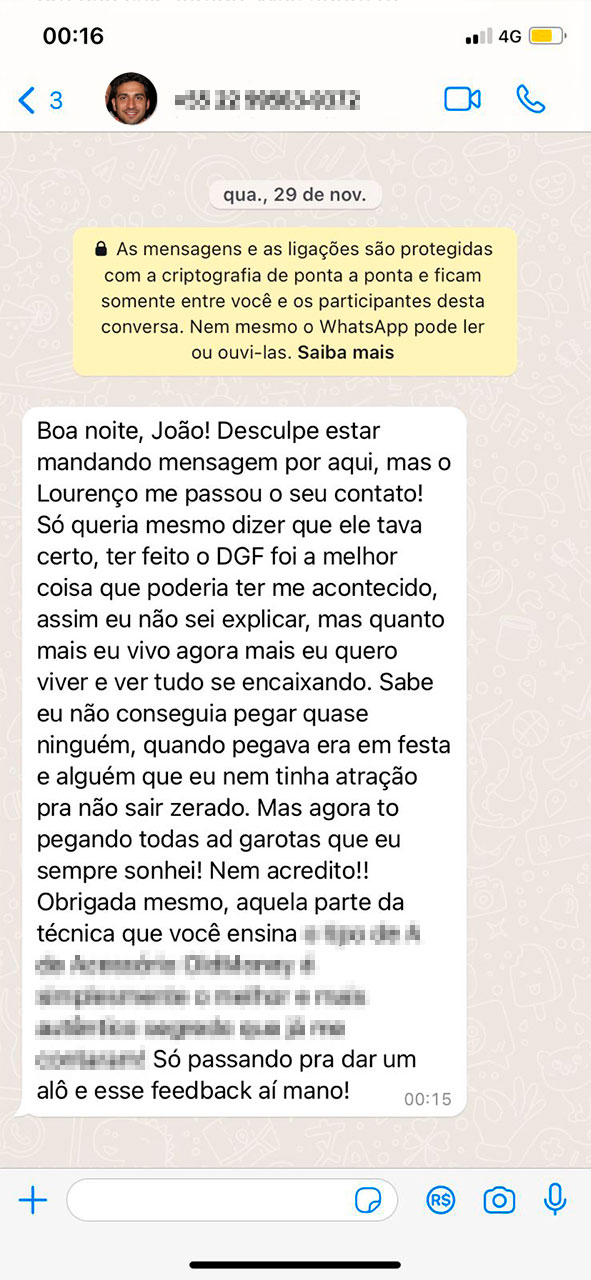 00:16
4G
3
qua., 29 de nov.
As mensagens e as ligações são protegidas
com a criptografia de ponta a ponta e ficam
somente entre você e os participantes desta
conversa. Nem mesmo o WhatsApp pode ler
ou ouvi-las. Saiba mais
Boa noite, João! Desculpe estar
mandando mensagem por aqui, mas o
Lourenço me passou o seu contato!
Só queria mesmo dizer que ele tava
certo, ter feito o DGF foi a melhor
coisa que poderia ter me acontecido,
assim eu não sei explicar, mas quanto
mais eu vivo agora mais eu quero
viver e ver tudo se encaixando. Sabe
eu não conseguia pegar quase
ninguém, quando pegava era em festa
e alguém que eu nem tinha atração
pra não sair zerado. Mas agora to
pegando todas ad garotas que eu
sempre sonhei! Nem acredito!!
Obrigada mesmo, aquela parte da
técnica que você ensina
Só passando pra dar um
alô e esse feedback aí mano!
00:15
R$